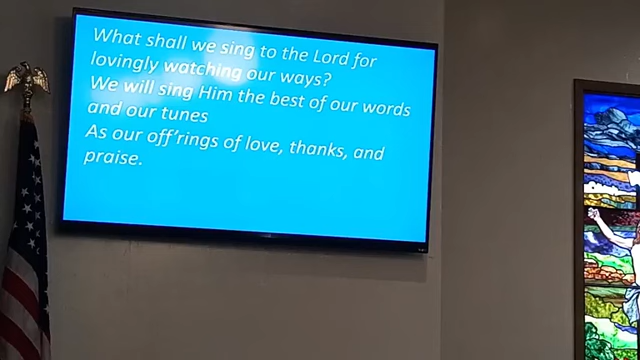 What shall we sing to the Lord for
lovingly watching our ways?
We will sing Him the best of our words
and our tunes
As our off'rings of love, thanks, and
praise.